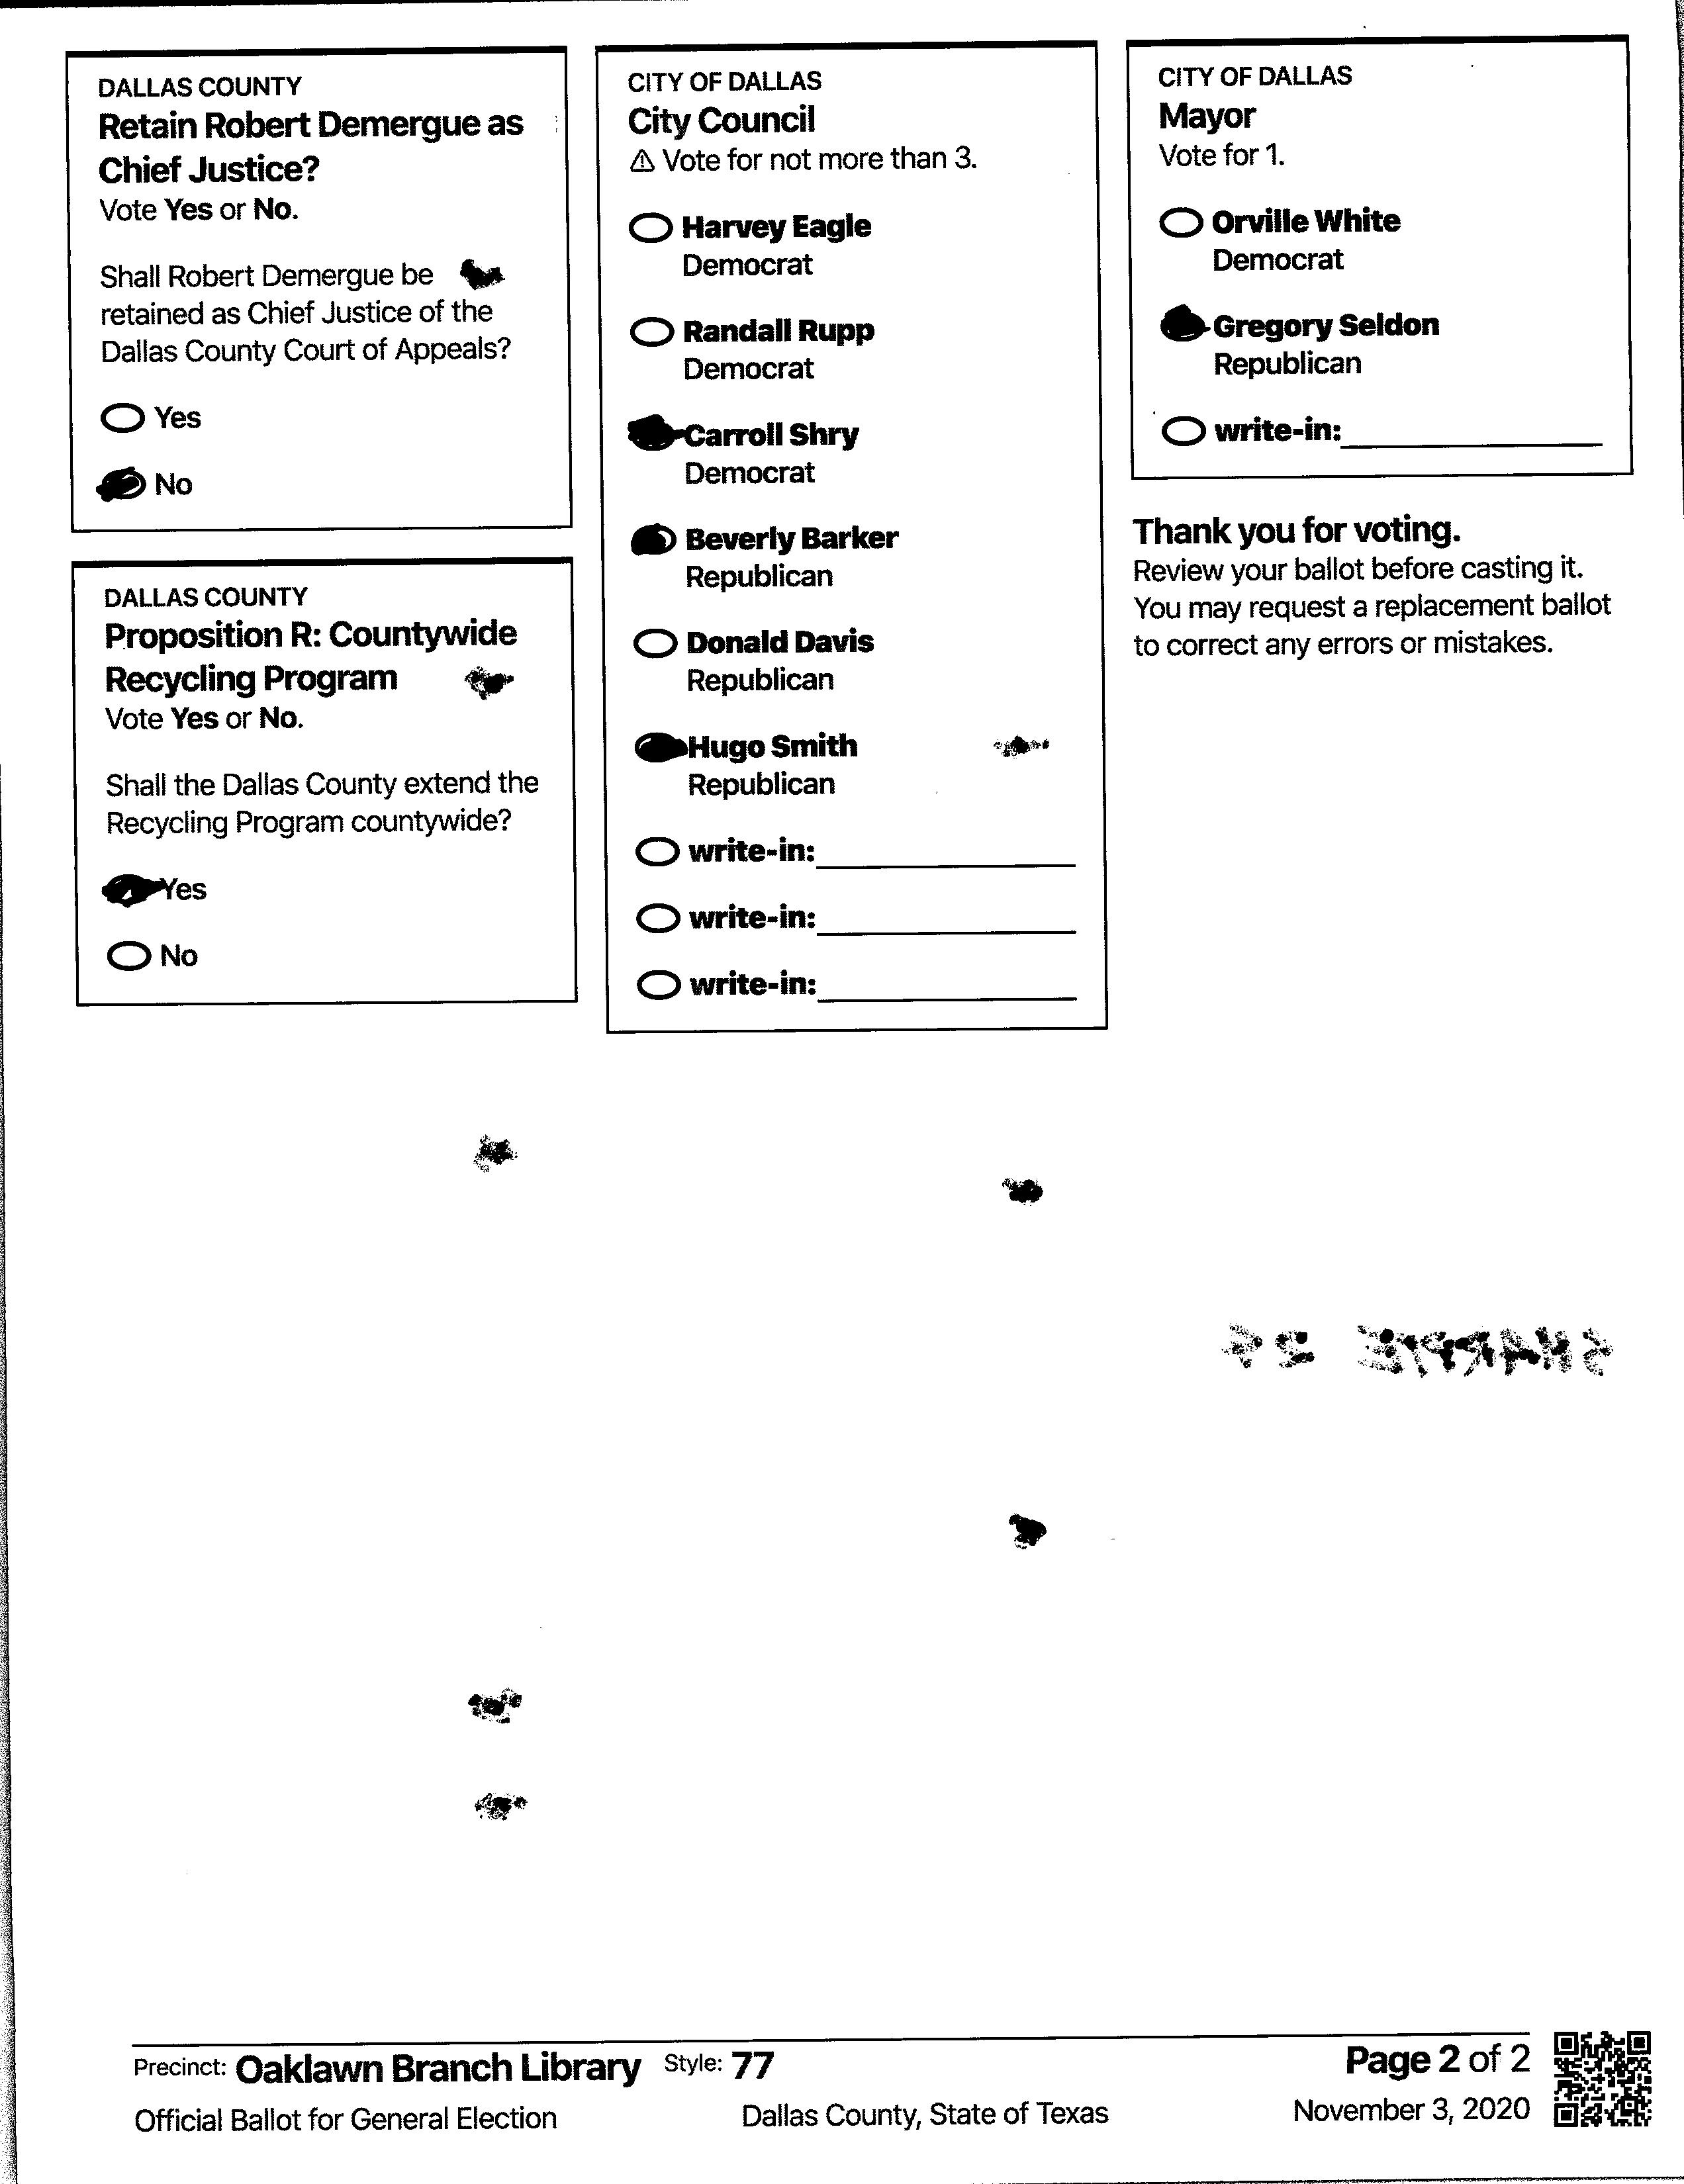 DALLAS COUNTY
Retain Robert Demergue as
Chief Justice?
Vote Yes or No.
Shall Robert Demergue be
retained as Chief Justice of the
Dallas County Court of Appeals?
Yes
No
DALLAS COUNTY
Proposition R: Countywide
Recycling Program
Vote Yes or No.
Shall the Dallas County extend the
Recycling Program countywide?
Yes
No
CITY OF DALLAS
City Council
⚠ Vote for not more than 3.
Harvey Eagle
Democrat
Randall Rupp
Democrat
Carroll Shry
Democrat
Beverly Barker
Republican
Donald Davis
Republican
Hugo Smith
Republican
write-in:
write-in:
write-in:
CITY OF DALLAS
Mayor
Vote for 1.
Orville White
Democrat
Gregory Seldon
Republican
write-in:
Thank you for voting.
Review your ballot before casting it.
You may request a replacement ballot
to correct any errors or mistakes.
Precinct: Oaklawn Branch Library Style: 77
Page 2 of 2
Official Ballot for General Election
Dallas County, State of Texas
November 3, 2020